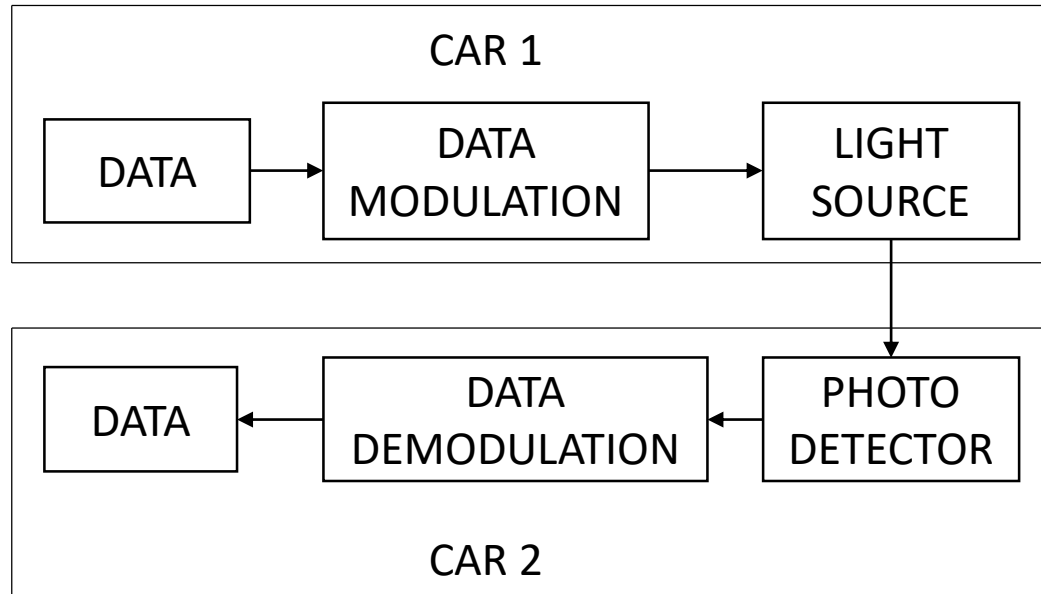 CAR 1
DATA
DATA
MODULATION
LIGHT
SOURCE
DATA
DATA
DEMODULATION
PHOTO
DETECTOR
CAR 2